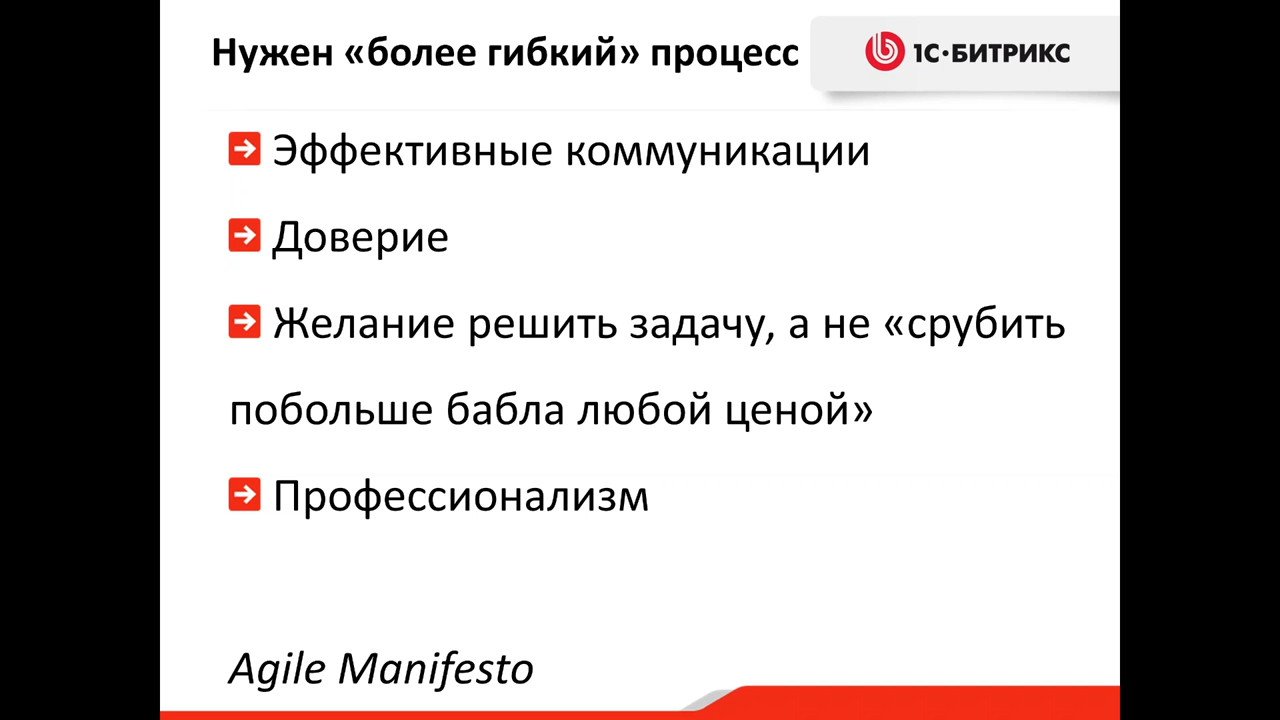 Нужен «более гибкий» процесс
1С·БИТРИКС
Эффективные коммуникации
Доверие
Желание решить задачу, а не «срубить
побольше бабла любой ценой»
Профессионализм
Agile Manifesto